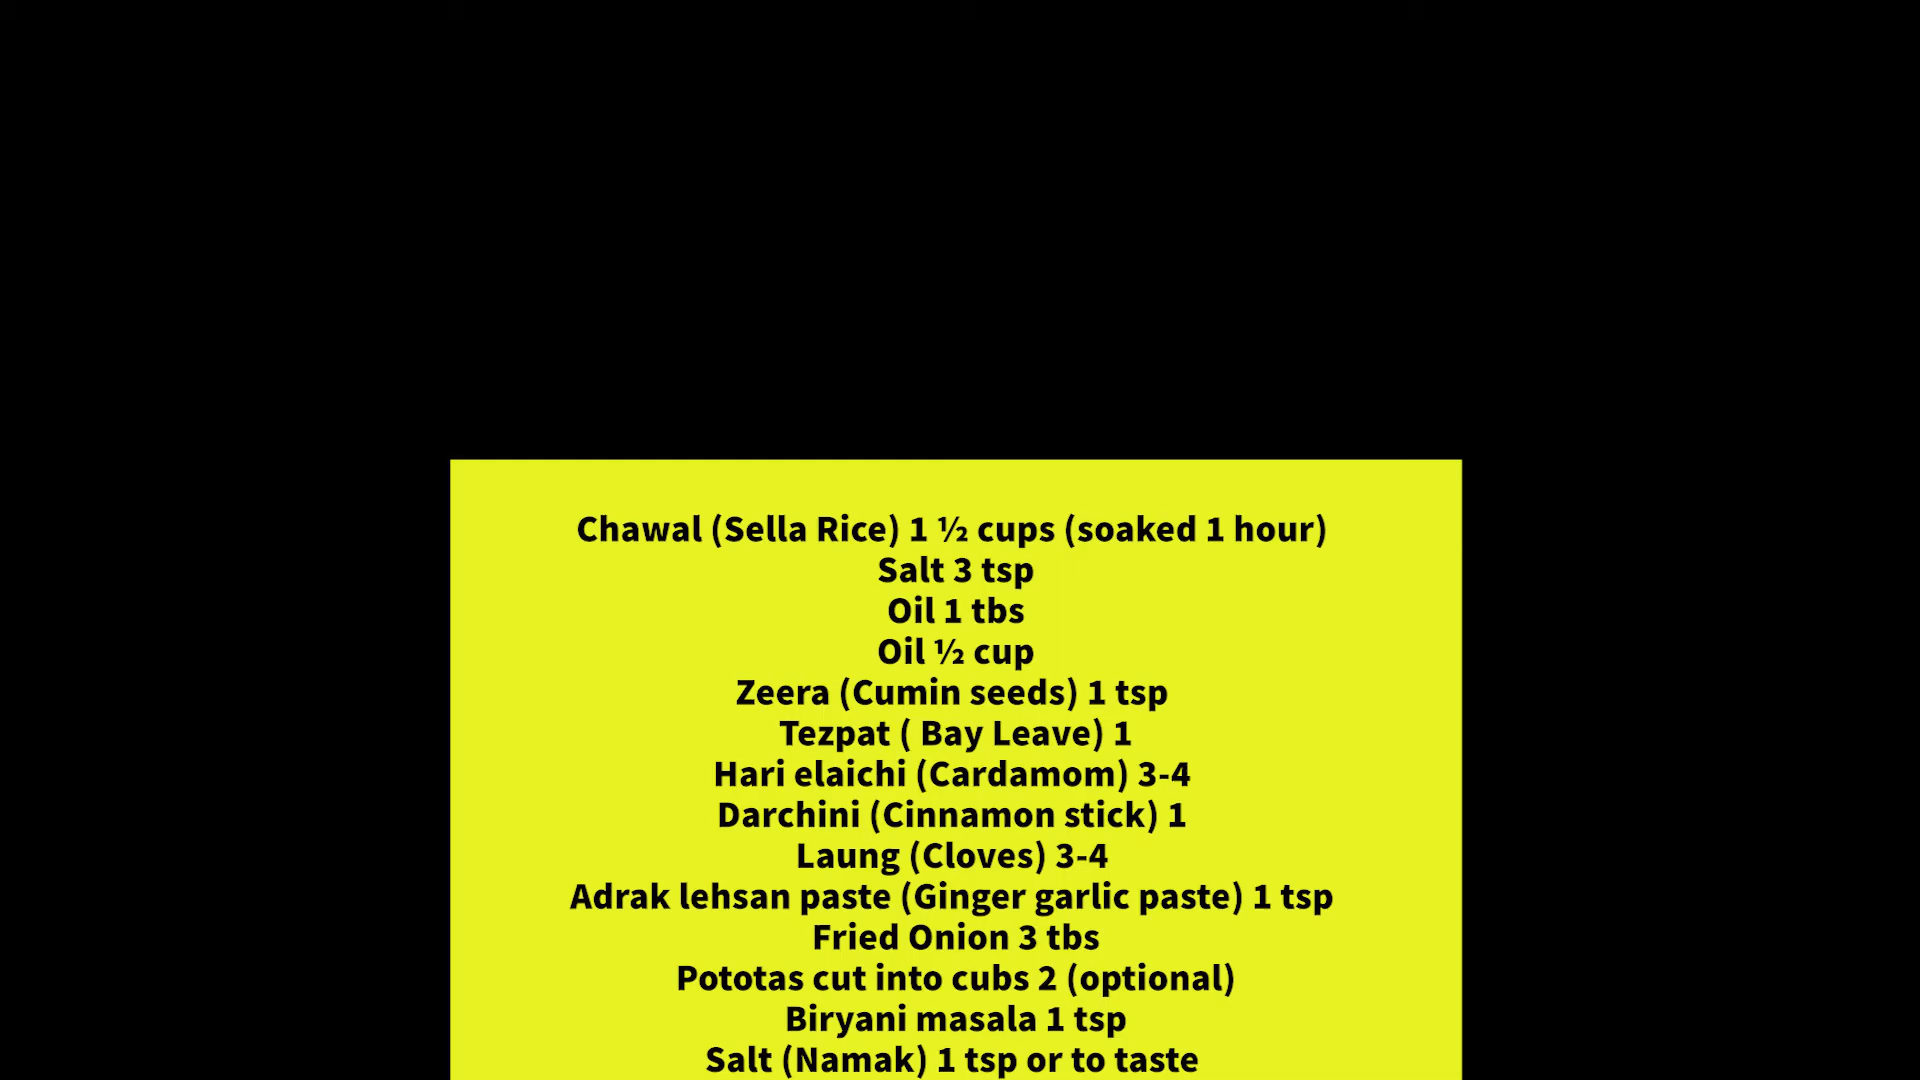 Chawal (Sella Rice) 1 ½ cups (soaked 1 hour)
Salt 3 tsp
Oil 1 tbs
Oil ½ cup
Zeera (Cumin seeds) 1 tsp
Tezpat ( Bay Leave) 1
Hari elaichi (Cardamom) 3-4
Darchini (Cinnamon stick) 1
Laung (Cloves) 3-4
Adrak lehsan paste (Ginger garlic paste) 1 tsp
Fried Onion 3 tbs
Pototas cut into cubs 2 (optional)
Biryani masala 1 tsp
Salt (Namak) 1 tsp or to taste